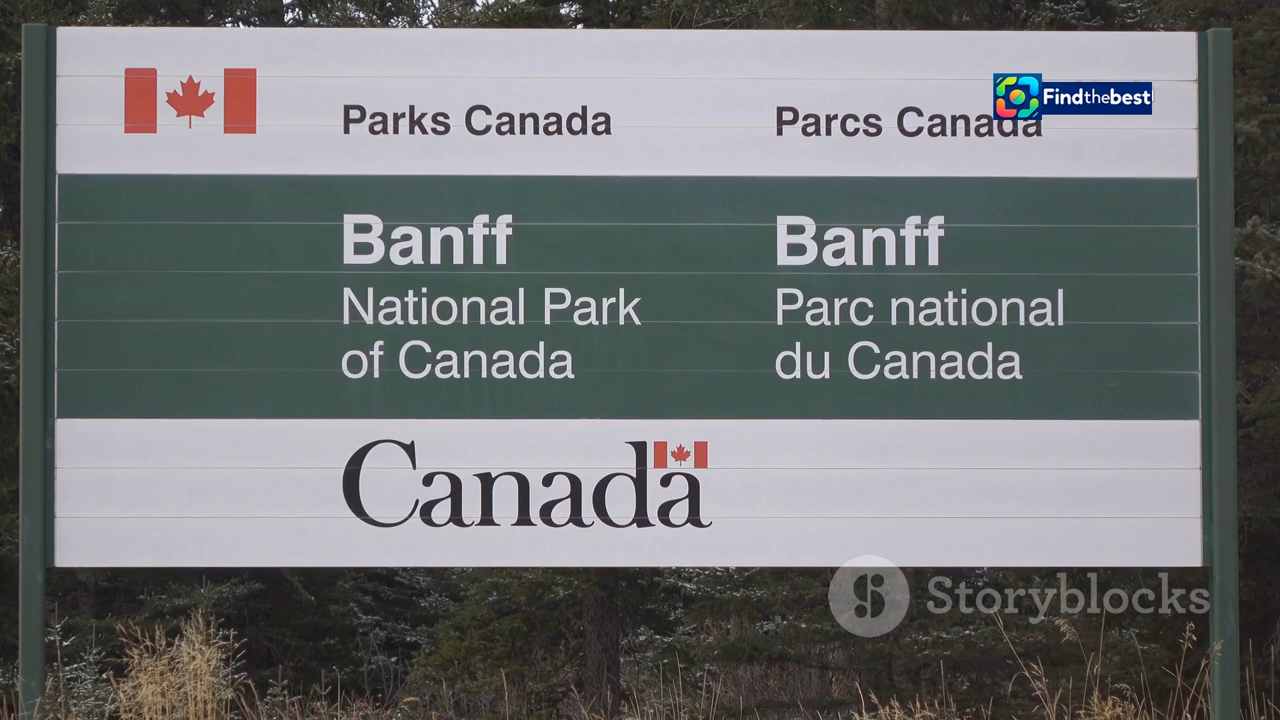 Parks Canada
Parcs Canada
Findthebest
Banff
National Park
of Canada
Banff
Parc national
du Canada
Canada
Storyblocks